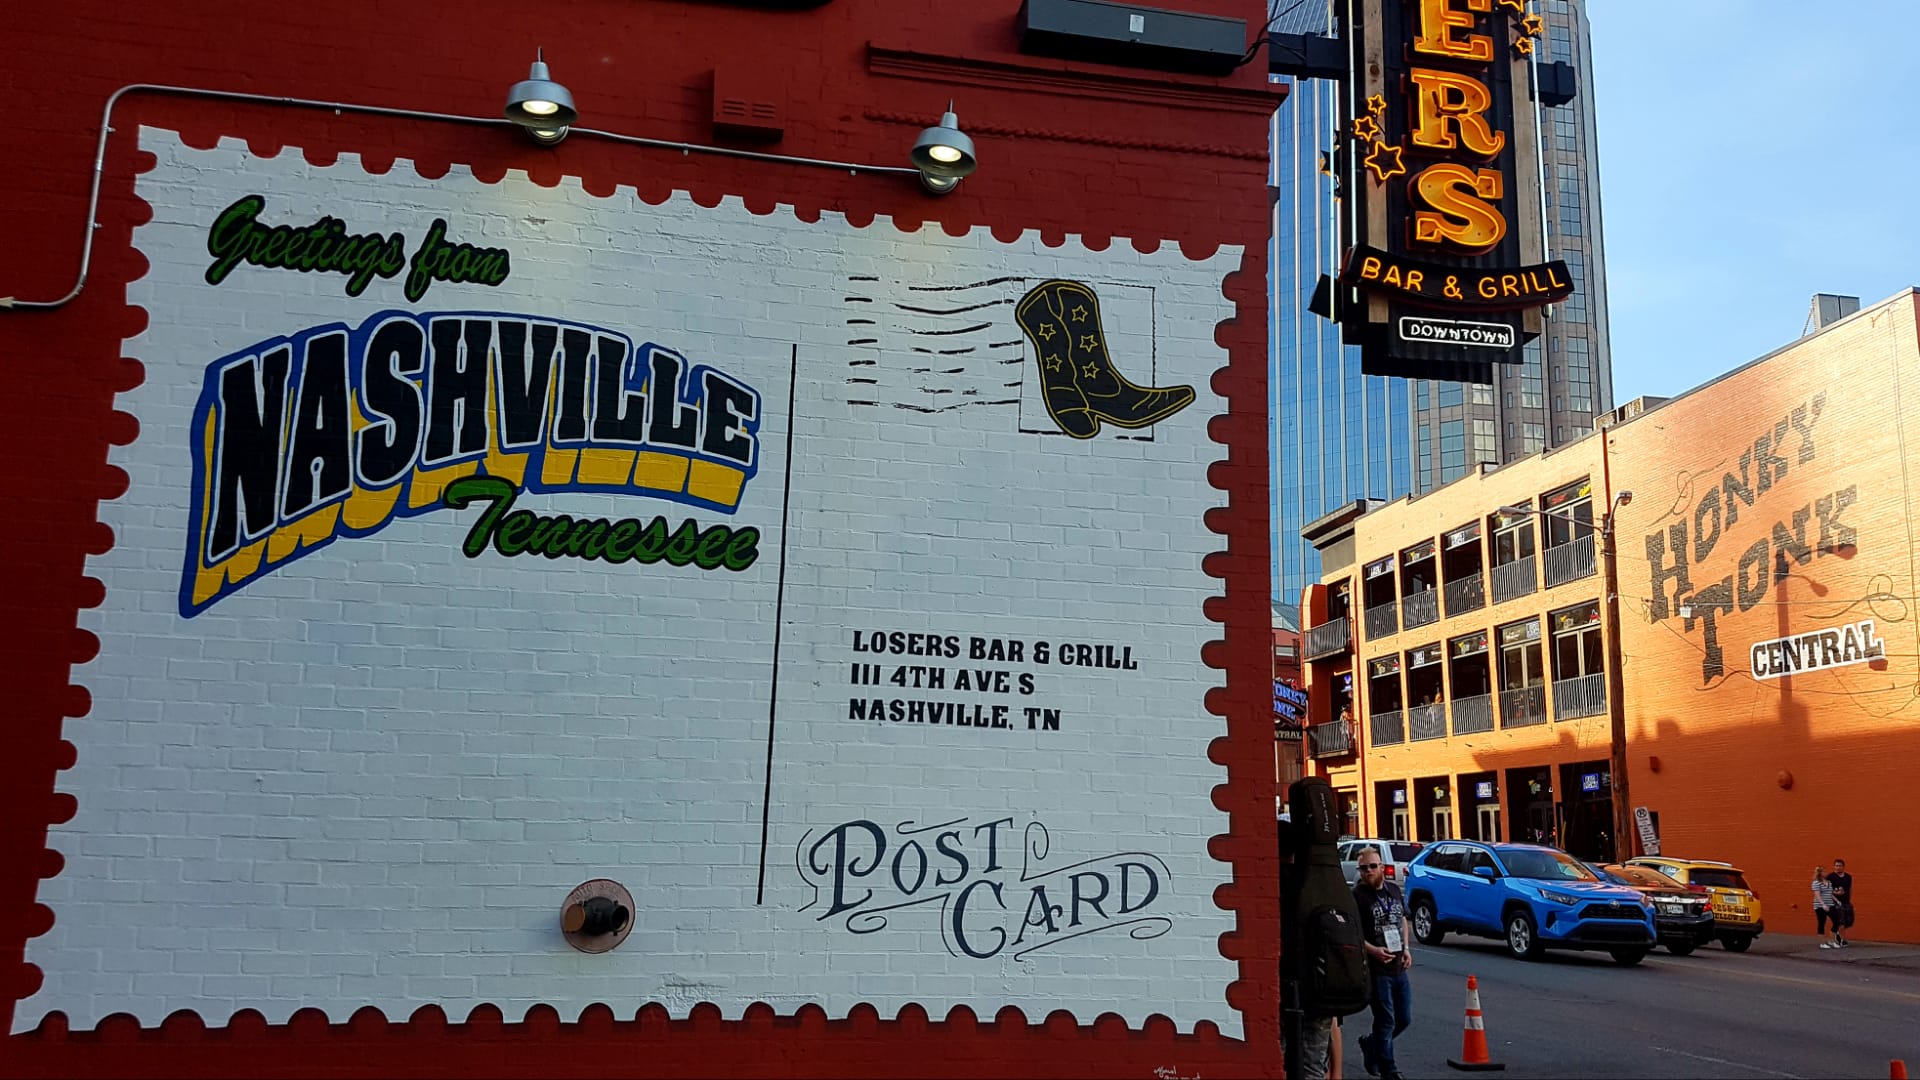 Greetings from
NASHVILLE
Tennessee
LOSERS BAR & GRILL
111 4TH AVE S
NASHVILLE, TN
POST
CARD
ERS
BAR & GRILL
DOWNTOWN
HONKY
TONK
CENTRAL